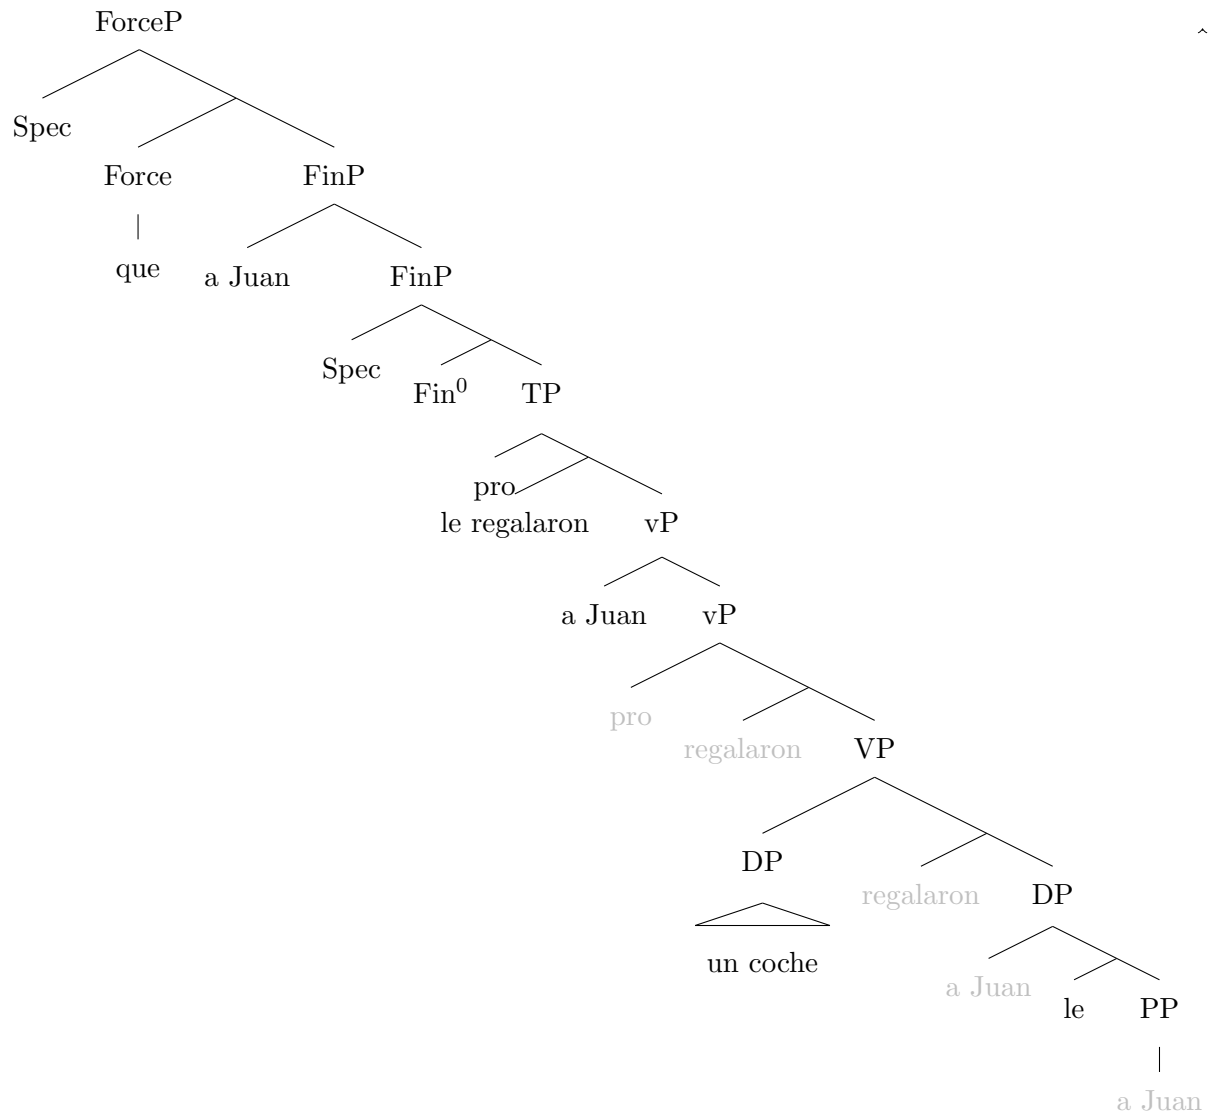 ForceP
^
Spec
Force FinP
que a Juan FinP
Spec Fin⁰ TP
pro
le regalaron vP
a Juan vP
pro
regalaron VP
DP
regalaron DP
un coche
a Juan
le PP
a Juan